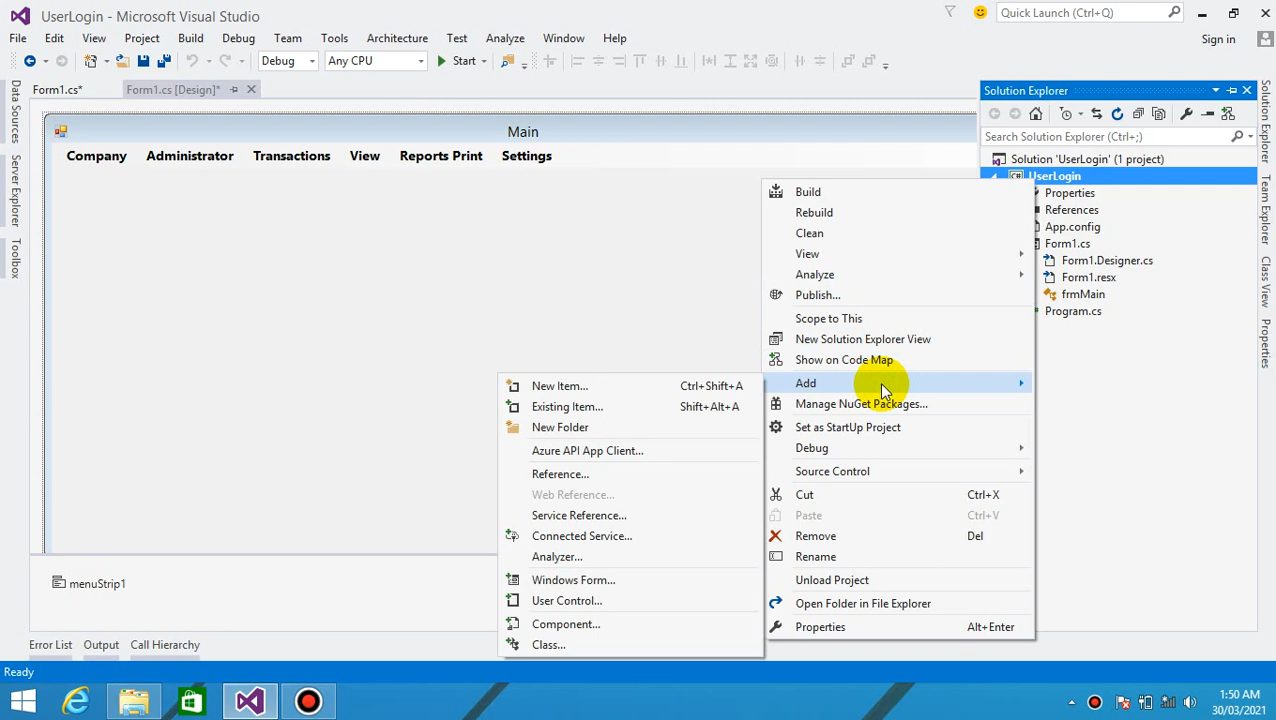 UserLogin - Microsoft Visual Studio
Quick Launch (Ctrl+Q)
File Edit View Project Build Debug Team Tools Architecture Test Analyze Window Help
Sign in
Debug Any CPU Start
Form1.cs* Form1.cs [Design]*
Data Sources
Server Explorer
Toolbox
Main
Company Administrator Transactions View Reports Print Settings
menuStrip1
Build
Rebuild
Clean
View
Analyze
Publish...
Scope to This
New Solution Explorer View
Show on Code Map
Add
Manage NuGet Packages...
Set as StartUp Project
Debug
Source Control
Cut Ctrl+X
Paste Ctrl+V
Remove Del
Rename
Unload Project
Open Folder in File Explorer
Properties Alt+Enter
New Item... Ctrl+Shift+A
Existing Item... Shift+Alt+A
New Folder
Azure API App Client...
Reference...
Web Reference...
Service Reference...
Connected Service...
Analyzer...
Windows Form...
User Control...
Component...
Class...
Solution Explorer
Search Solution Explorer (Ctrl+;)
Solution 'UserLogin' (1 project)
C#
UserLogin
Properties
References
App.config
Form1.cs
Form1.Designer.cs
Form1.resx
frmMain
Program.cs
Solution Explorer
Team Explorer
Class View
Properties
Error List Output Call Hierarchy
Ready
1:50 AM
30/03/2021